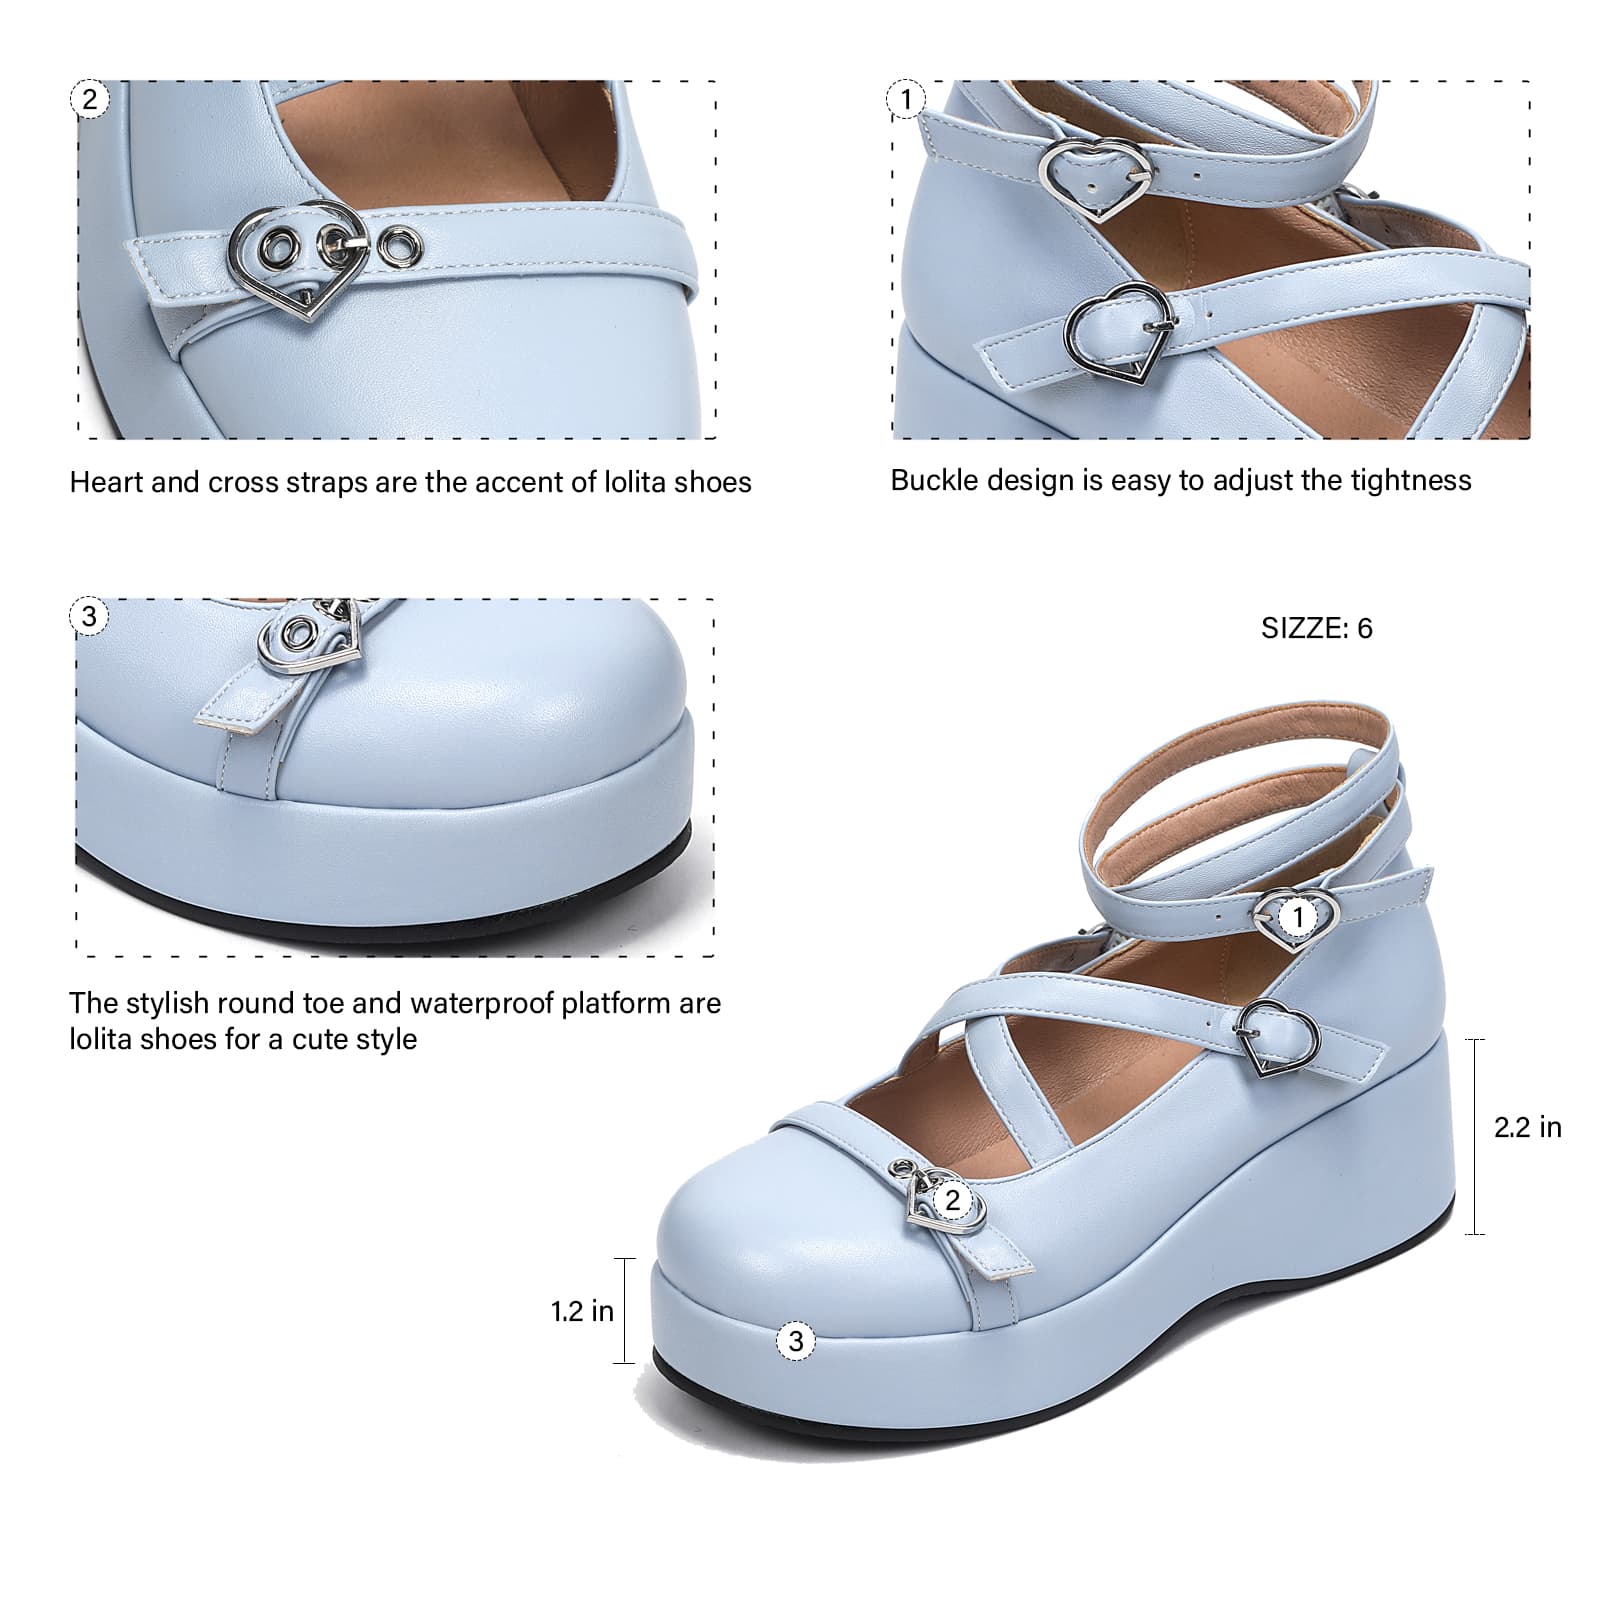 2
1
Heart and cross straps are the accent of lolita shoes
Buckle design is easy to adjust the tightness
3
SIZZE: 6
The stylish round toe and waterproof platform are
lolita shoes for a cute style
1
2.2 in
2
1.2 in
3